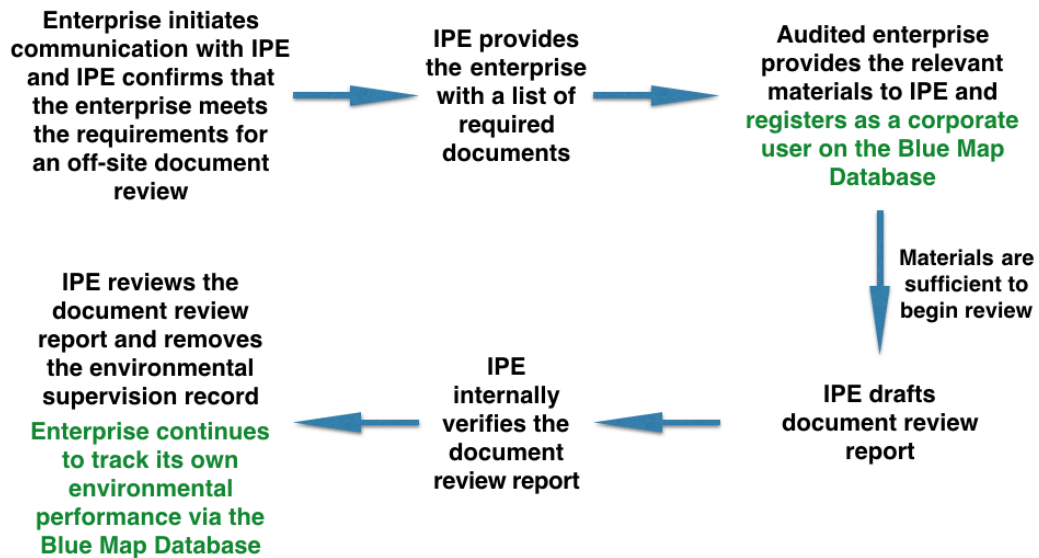 Enterprise initiates
communication with IPE
and IPE confirms that
the enterprise meets
the requirements for
an off-site document
review
IPE provides
the enterprise
with a list of
required
documents
Audited enterprise
provides the relevant
materials to IPE and
registers as a corporate
user on the Blue Map
Database
Materials are
sufficient to
begin review
IPE drafts
document review
report
IPE
internally
verifies the
document
review report
IPE reviews the
document review
report and removes
the environmental
supervision record
Enterprise continues
to track its own
environmental
performance via the
Blue Map Database